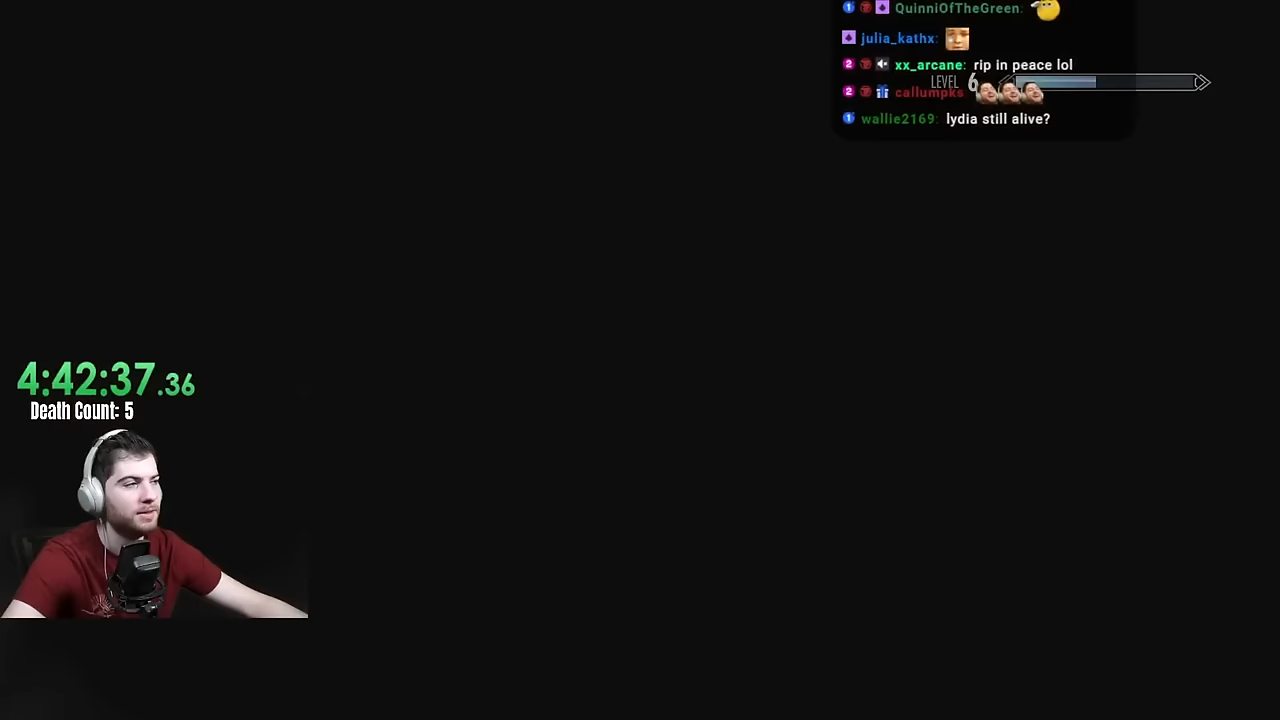 QuinniOfTheGreen:
julia_kathx:
xx_arcane: rip in peace lol
LEVEL 6
callumpks
wallie2169: lydia still alive?
4:42:37.36
Death Count: 5